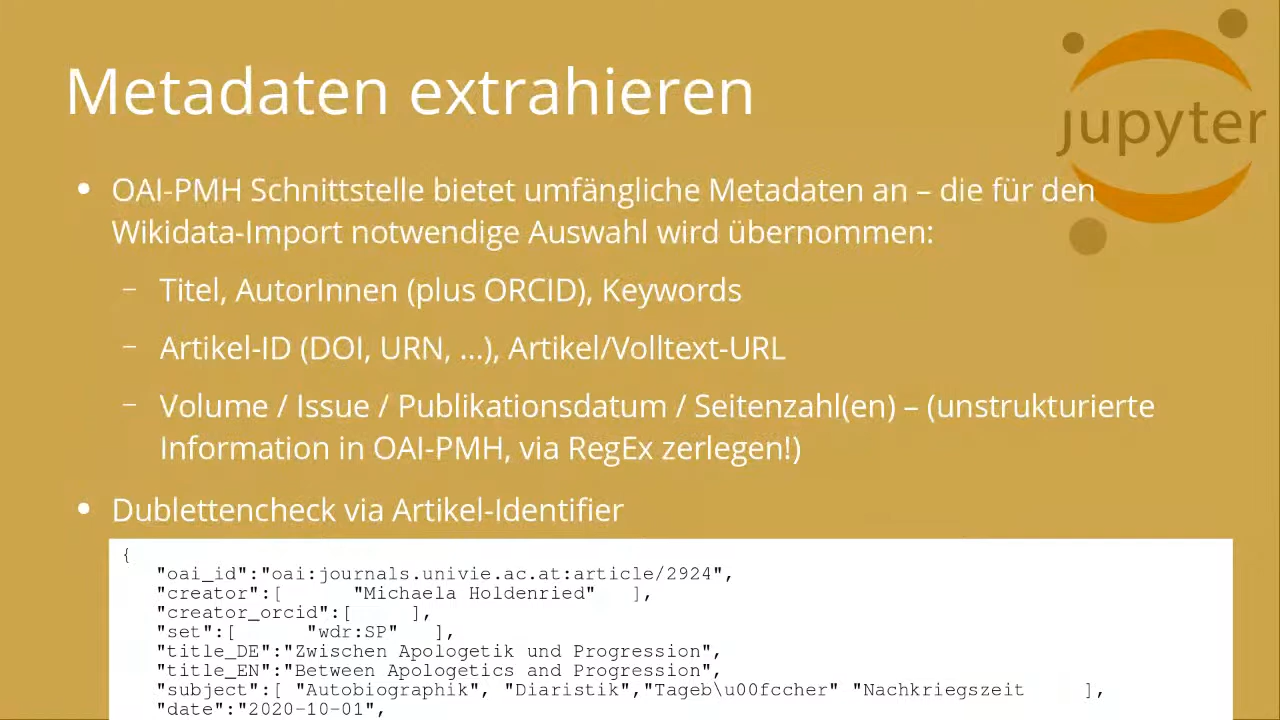 Metadaten extrahieren
jupyter
• OAI-PMH Schnittstelle bietet umfängliche Metadaten an – die für den
Wikidata-Import notwendige Auswahl wird übernommen:
– Titel, AutorInnen (plus ORCID), Keywords
– Artikel-ID (DOI, URN, ...), Artikel/Volltext-URL
– Volume / Issue / Publikationsdatum / Seitenzahl(en) – (unstrukturierte
Information in OAI-PMH, via RegEx zerlegen!)
• Dublettencheck via Artikel-Identifier
{
"oai_id":"oai:journals.univie.ac.at:article/2924",
"creator":[ "Michaela Holdenried" ],
"creator_orcid":[ ],
"set":[ "wdr:SP" ],
"title_DE":"Zwischen Apologetik und Progression",
"title_EN":"Between Apologetics and Progression",
"subject":[ "Autobiographik", "Diaristik","Tageb\u00fccher" "Nachkriegszeit ],
"date":"2020-10-01",